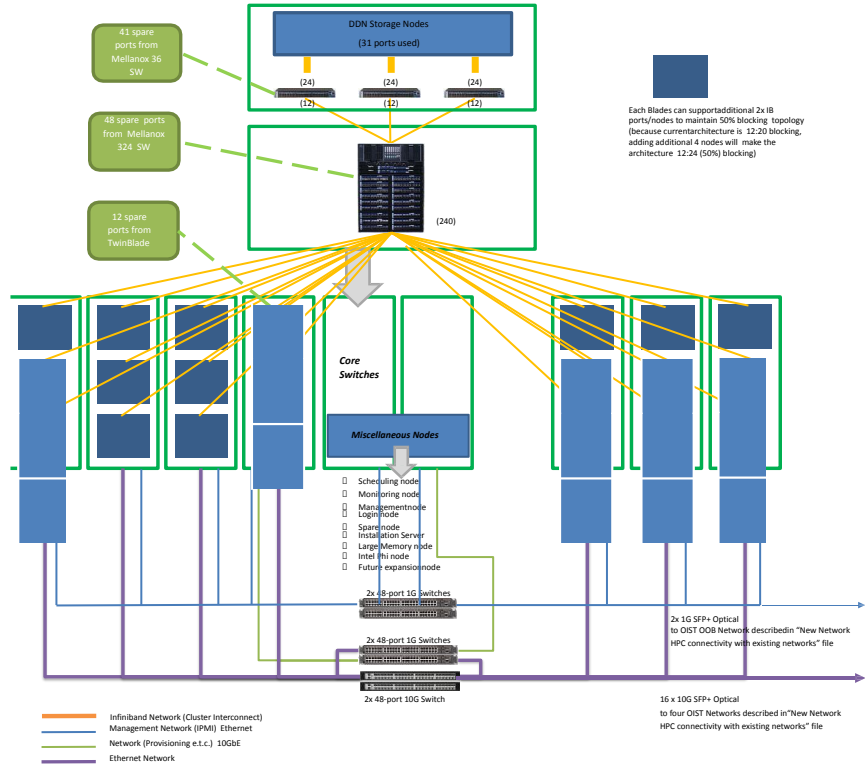 DDN Storage Nodes
(31 ports used)
41 spare
ports from
Mellanox 36
SW
(24)
(24)
(24)
(12)
(12)
(12)
48 spare ports
from Mellanox
324 SW
12 spare
ports from
TwinBlade
(240)
Each Blades can supportadditional 2x IB
ports/nodes to maintain 50% blocking topology
(because currentarchitecture is 12:20 blocking,
adding additional 4 nodes will make the
architecture 12:24 (50%) blocking)
Core
Switches
Miscellaneous Nodes
Scheduling node
Monitoring node
Managementnode
Login node
Spare node
Installation Server
Large Memory node
Intel Phi node
Future expansion node
2x 48-port 1G Switches
2x 48-port 1G Switches
2x 48-port 10G Switch
2x 1G SFP+ Optical
to OIST OOB Network describedin "New Network
HPC connectivity with existing networks" file
16 x 10G SFP+ Optical
to four OIST Networks described in"New Network
HPC connectivity with existing networks" file
Infiniband Network (Cluster Interconnect)
Management Network (IPMI) Ethernet
Network (Provisioning e.t.c.) 10GbE
Ethernet Network